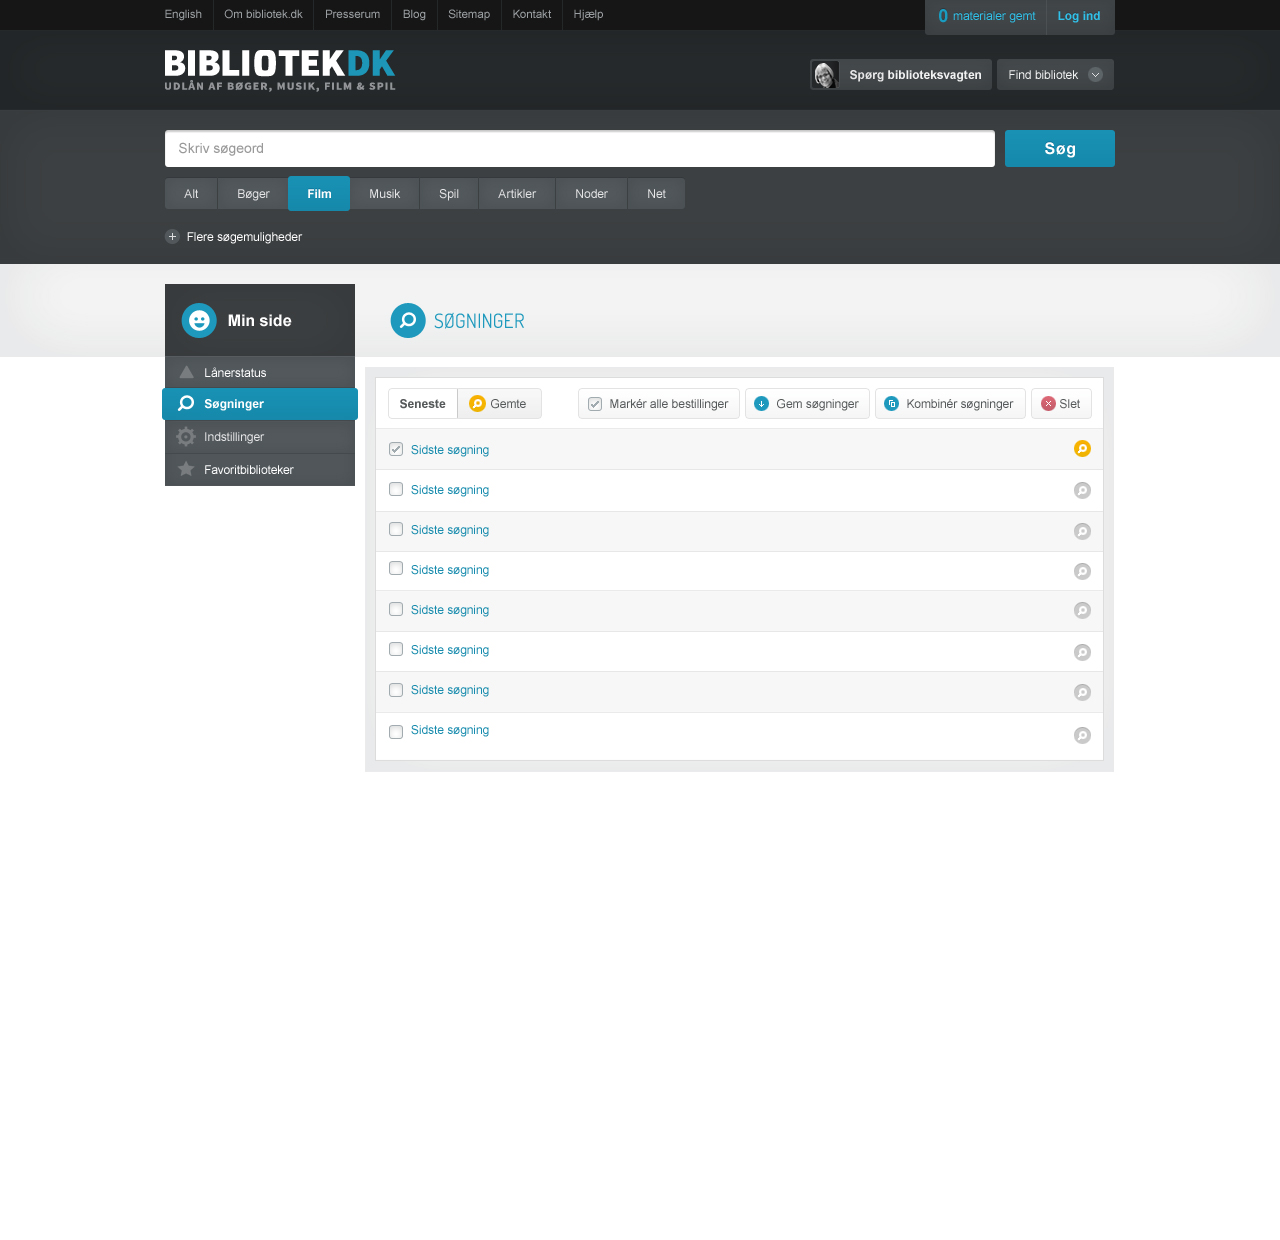 English Om bibliotek.dk Presserum Blog Sitemap Kontakt Hjælp 0 materialer gemt Log ind
BIBLIOTEKDK
UDLÅN AF BØGER, MUSIK, FILM & SPIL
Spørg biblioteksvagten Find bibliotek
Skriv søgeord Søg
Alt Bøger Film Musik Spil Artikler Noder Net
Flere søgemuligheder
Min side SØGNINGER
Lånerstatus
Søgninger
Indstillinger
Favoritbiblioteker
Seneste Gemte Markér alle bestillinger Gem søgninger Kombinér søgninger Slet
Sidste søgning
Sidste søgning
Sidste søgning
Sidste søgning
Sidste søgning
Sidste søgning
Sidste søgning
Sidste søgning